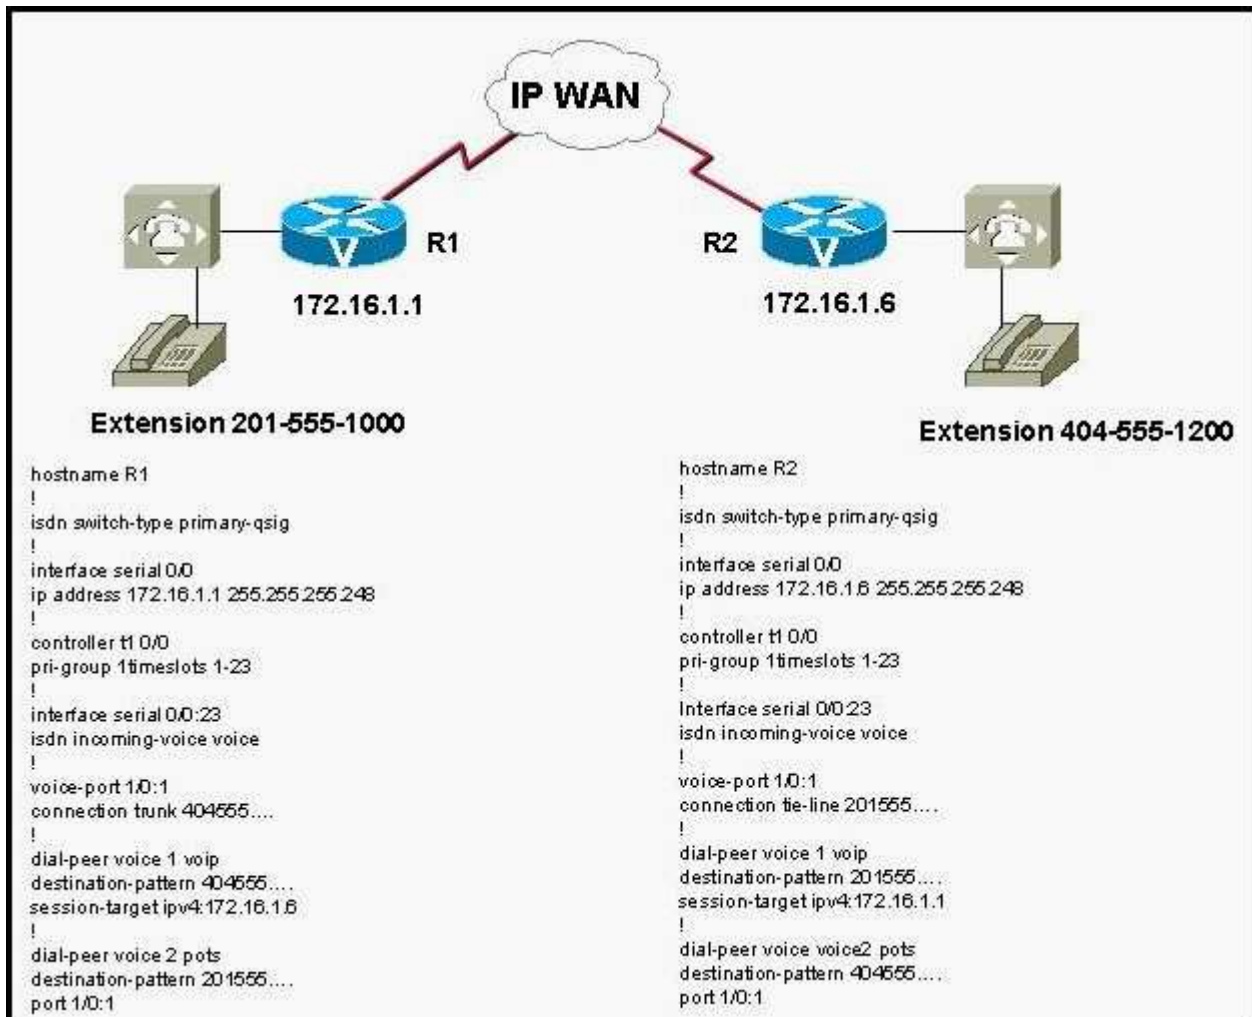 IP WAN
R1
R2
172.16.1.1
172.16.1.6
Extension 201-555-1000
Extension 404-555-1200
hostname R1
!
isdn switch-type primary-qsig
!
interface serial 0/0
ip address 172.16.1.1 255.255.255.248
!
controller t1 0/0
pri-group 1timeslots 1-23
!
interface serial 0/0:23
isdn incoming-voice voice
!
voice-port 1/0:1
connection trunk 404555....
!
dial-peer voice 1 voip
destination-pattern 404555....
session-target ipv4:172.16.1.6
!
dial-peer voice 2 pots
destination-pattern 201555....
port 1/0:1
hostname R2
!
isdn switch-type primary-qsig
!
interface serial 0/0
ip address 172.16.1.6 255.255.255.248
!
controller t1 0/0
pri-group 1timeslots 1-23
!
Interface serial 0/0:23
isdn incoming-voice voice
!
voice-port 1/0:1
connection tie-line 201555....
!
dial-peer voice 1 voip
destination-pattern 201555....
session-target ipv4:172.16.1.1
!
dial-peer voice voice2 pots
destination-pattern 404555....
port 1/0:1